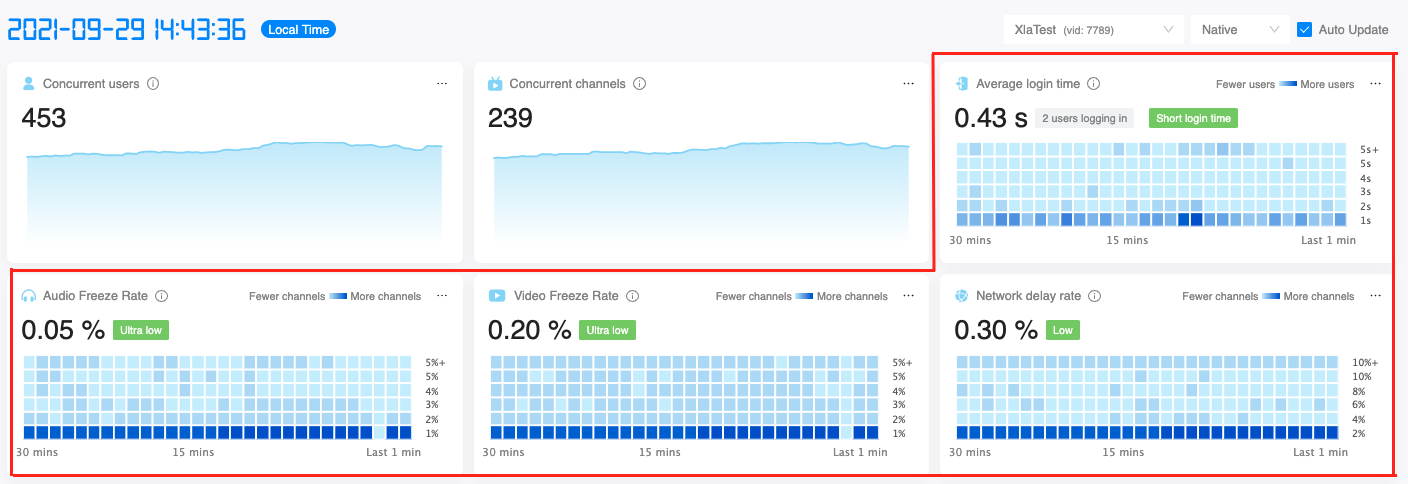 2021-09-29 14:43:36 Local Time
XlaTest (vid: 7789) Native Auto Update
Concurrent users
453
Concurrent channels
239
Average login time Fewer users More users
0.43 s 2 users logging in Short login time
5s+
5s
4s
3s
2s
1s
30 mins 15 mins Last 1 min
Audio Freeze Rate Fewer channels More channels
0.05 % Ultra low
5%+
5%
4%
3%
2%
1%
30 mins 15 mins Last 1 min
Video Freeze Rate Fewer channels More channels
0.20 % Ultra low
5%+
5%
4%
3%
2%
1%
30 mins 15 mins Last 1 min
Network delay rate Fewer channels More channels
0.30 % Low
10%+
10%
8%
6%
4%
2%
30 mins 15 mins Last 1 min